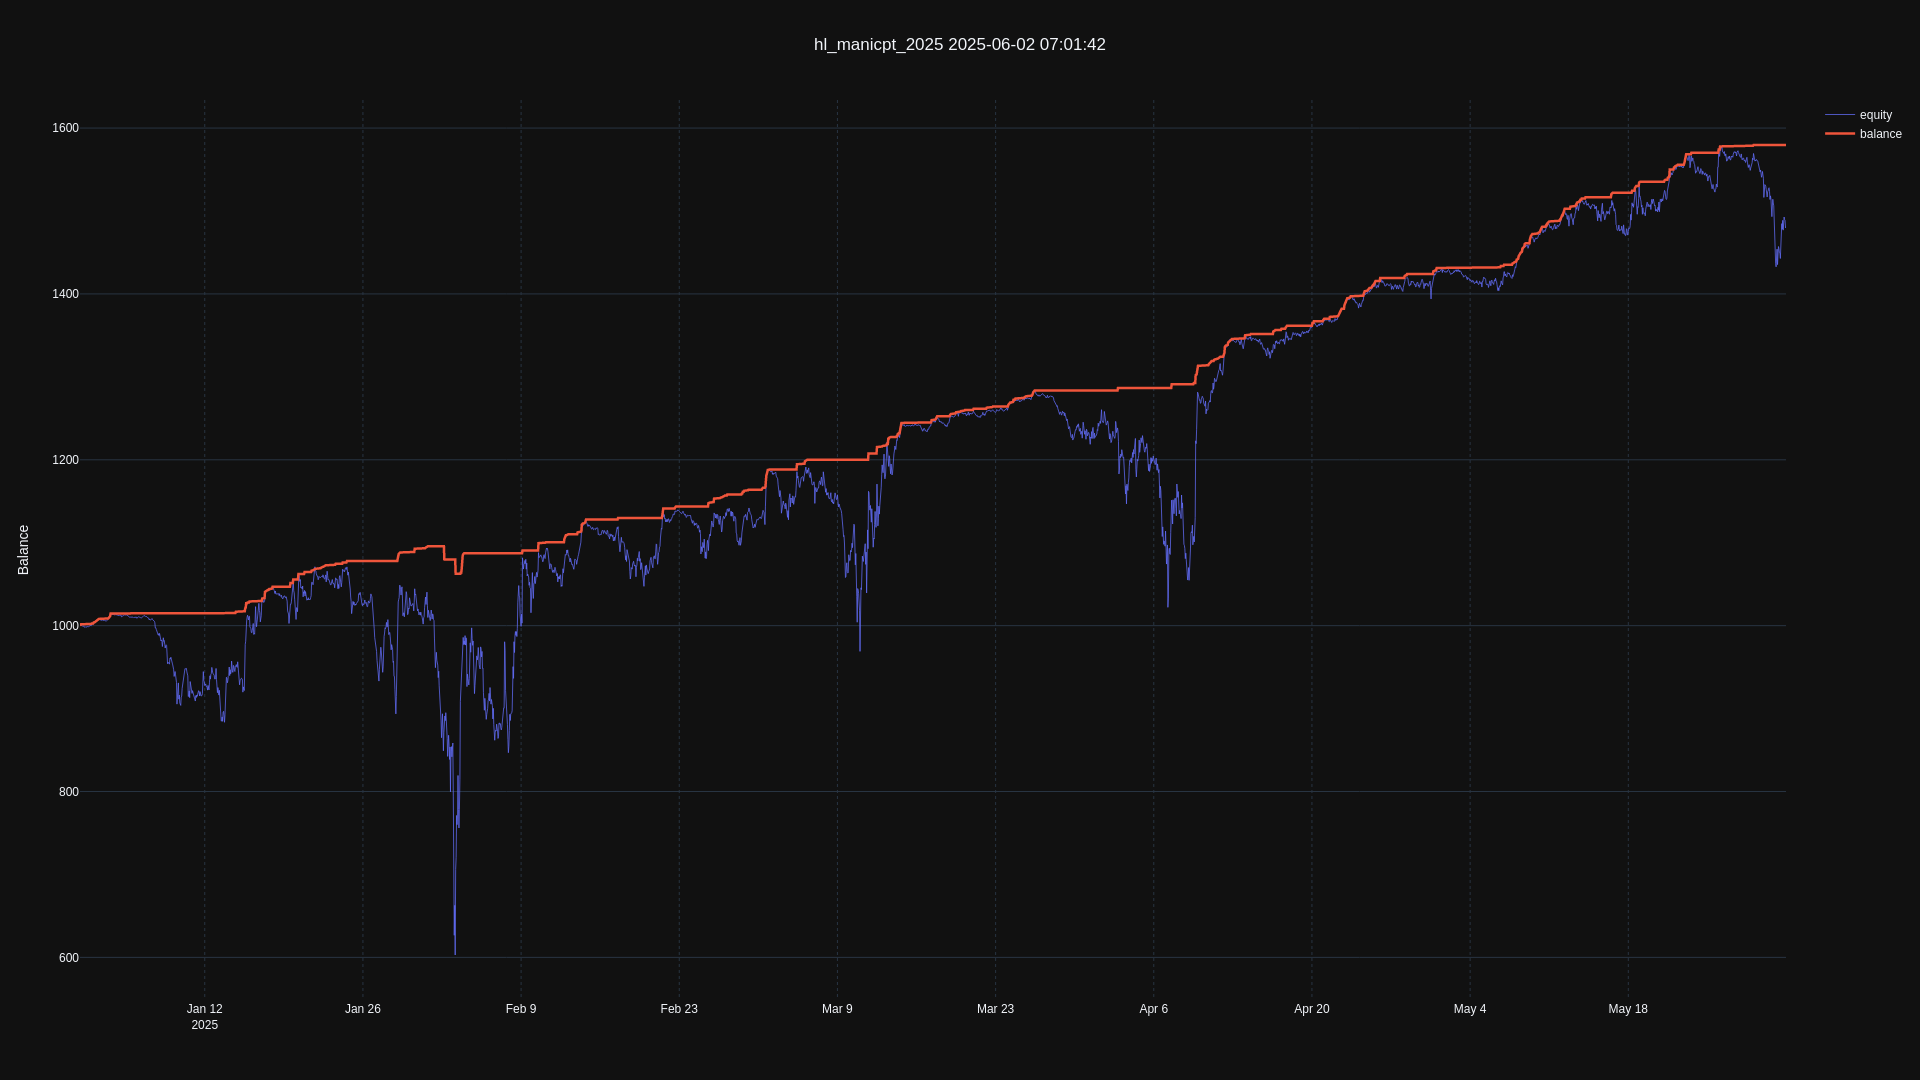 hl_manicpt_2025 2025-06-02 07:01:42
equity
balance
Balance
1600
1400
1200
1000
800
600
Jan 12
2025
Jan 26
Feb 9
Feb 23
Mar 9
Mar 23
Apr 6
Apr 20
May 4
May 18